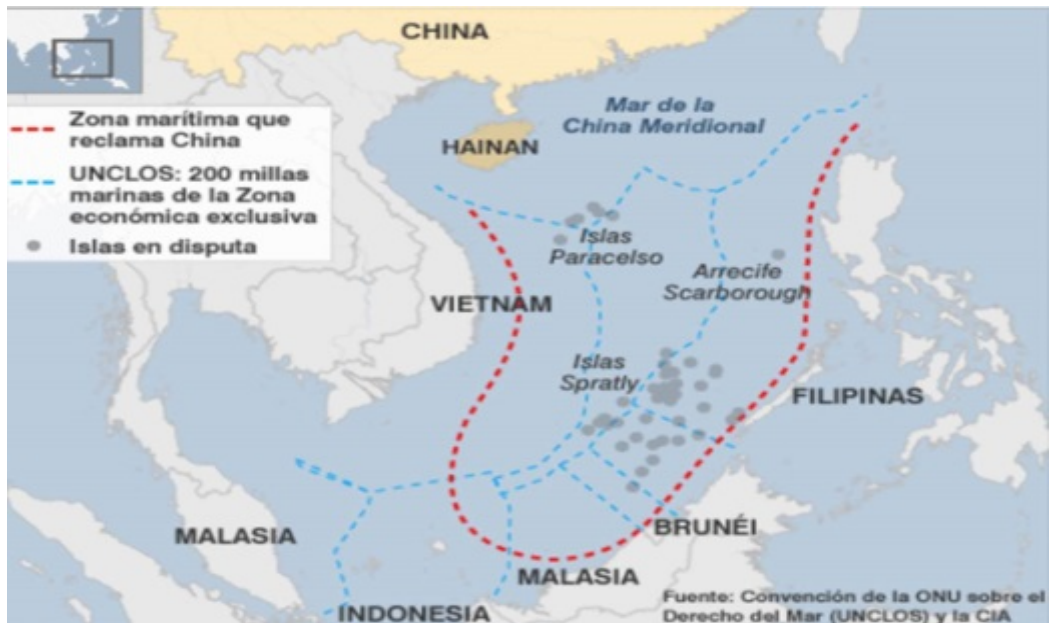 CHINA
Mar de la
China Meridional
Zona marítima que
reclama China
HAINAN
UNCLOS: 200 millas
marinas de la Zona
económica exclusiva
Islas en disputa
Islas
Paracelso
Arrecife
Scarborough
VIETNAM
Islas
Spratly
FILIPINAS
MALASIA
BRUNÉI
MALASIA
INDONESIA
Fuente: Convención de la ONU sobre el
Derecho del Mar (UNCLOS) y la CIA